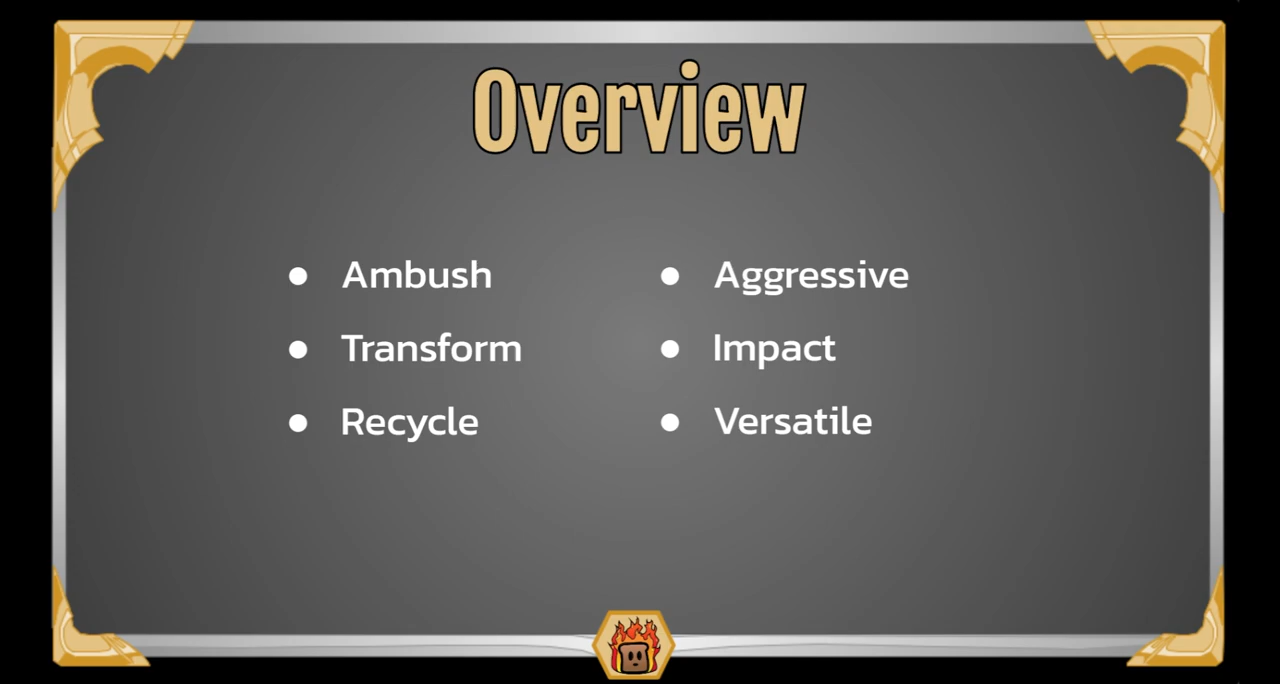 Overview
● Ambush
● Transform
● Recycle
● Aggressive
● Impact
● Versatile